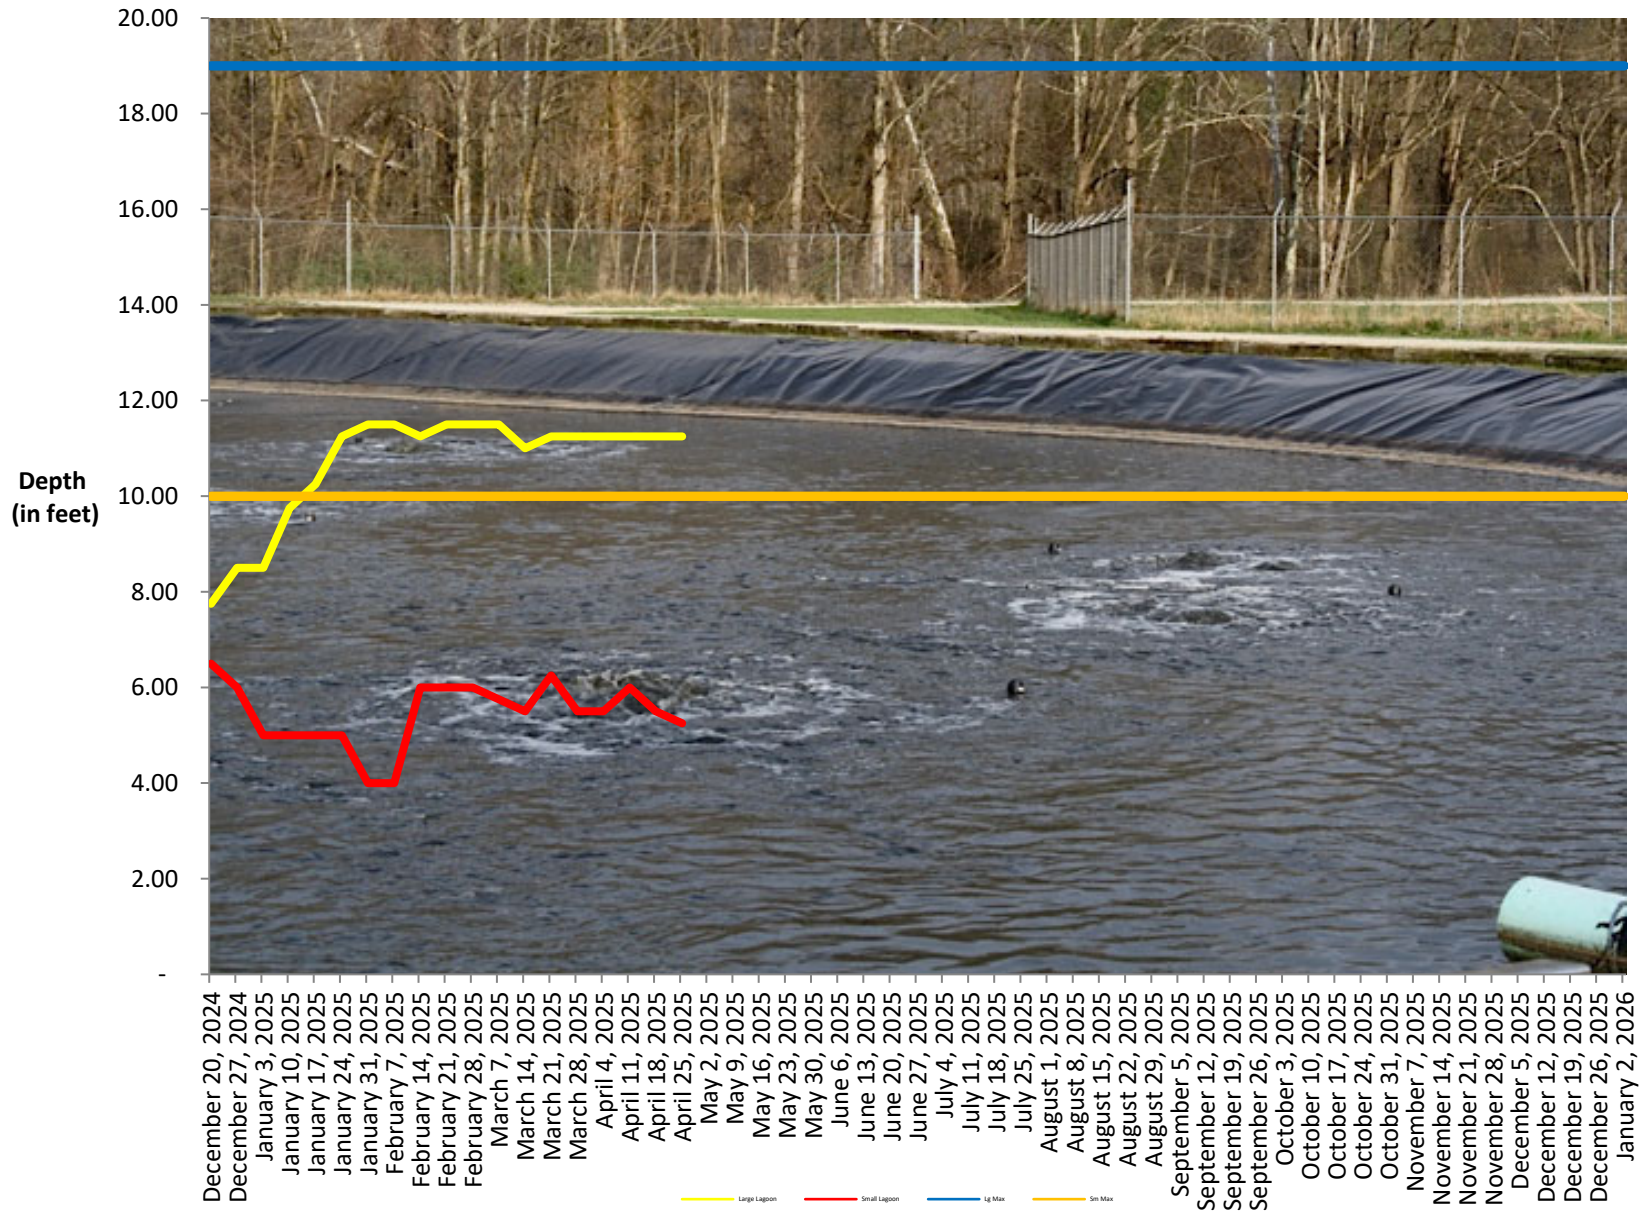 20.00
18.00
16.00
14.00
12.00
10.00
8.00
6.00
4.00
2.00
-
Depth
(in feet)
December 20, 2024
December 27, 2024
January 3, 2025
January 10, 2025
January 17, 2025
January 24, 2025
January 31, 2025
February 7, 2025
February 14, 2025
February 21, 2025
February 28, 2025
March 7, 2025
March 14, 2025
March 21, 2025
March 28, 2025
April 4, 2025
April 11, 2025
April 18, 2025
April 25, 2025
May 2, 2025
May 9, 2025
May 16, 2025
May 23, 2025
May 30, 2025
June 6, 2025
June 13, 2025
June 20, 2025
June 27, 2025
July 4, 2025
July 11, 2025
July 18, 2025
July 25, 2025
August 1, 2025
August 8, 2025
August 15, 2025
August 22, 2025
August 29, 2025
September 5, 2025
September 12, 2025
September 19, 2025
September 26, 2025
October 3, 2025
October 10, 2025
October 17, 2025
October 24, 2025
October 31, 2025
November 7, 2025
November 14, 2025
November 21, 2025
November 28, 2025
December 5, 2025
December 12, 2025
December 19, 2025
December 26, 2025
January 2, 2026
Large Lagoon
Small Lagoon
Lg Max
Sm Max